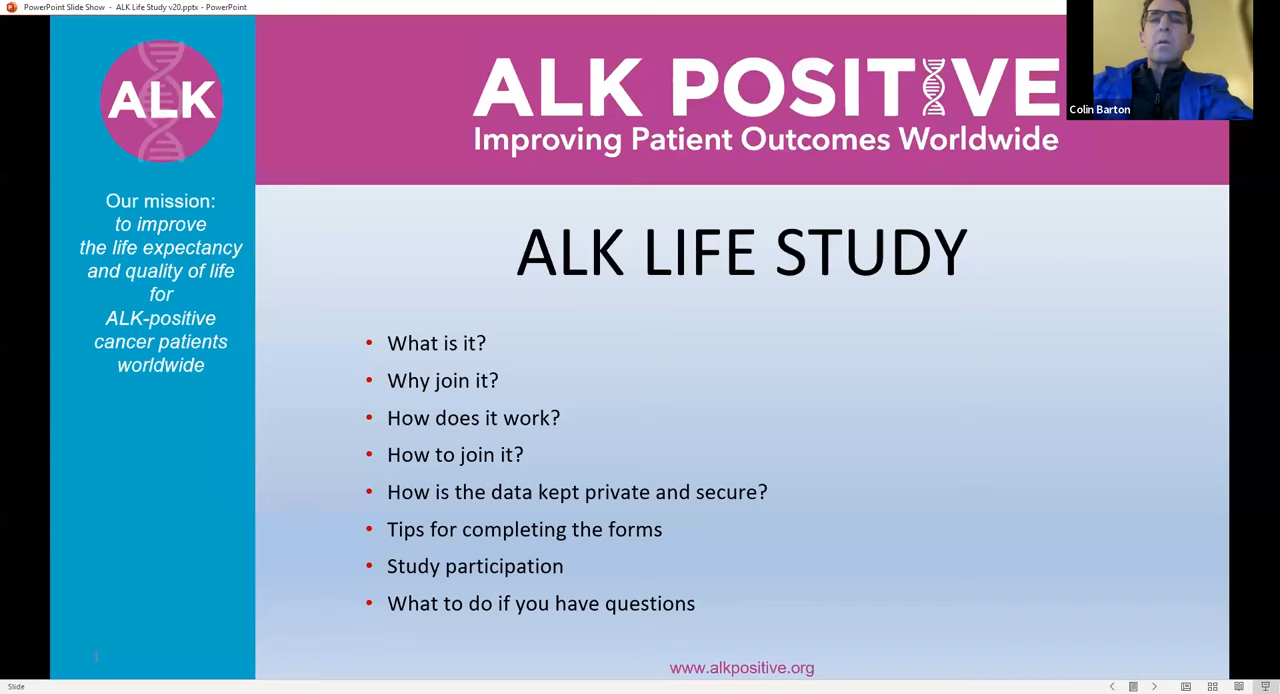 PowerPoint Slide Show - ALK Life Study v20.pptx - PowerPoint
ALK
ALK POSITIVE
Improving Patient Outcomes Worldwide
Colin Barton
Our mission:
to improve
the life expectancy
and quality of life
for
ALK-positive
cancer patients
worldwide
ALK LIFE STUDY
• What is it?
• Why join it?
• How does it work?
• How to join it?
• How is the data kept private and secure?
• Tips for completing the forms
• Study participation
• What to do if you have questions
1
www.alkpositive.org
Slide